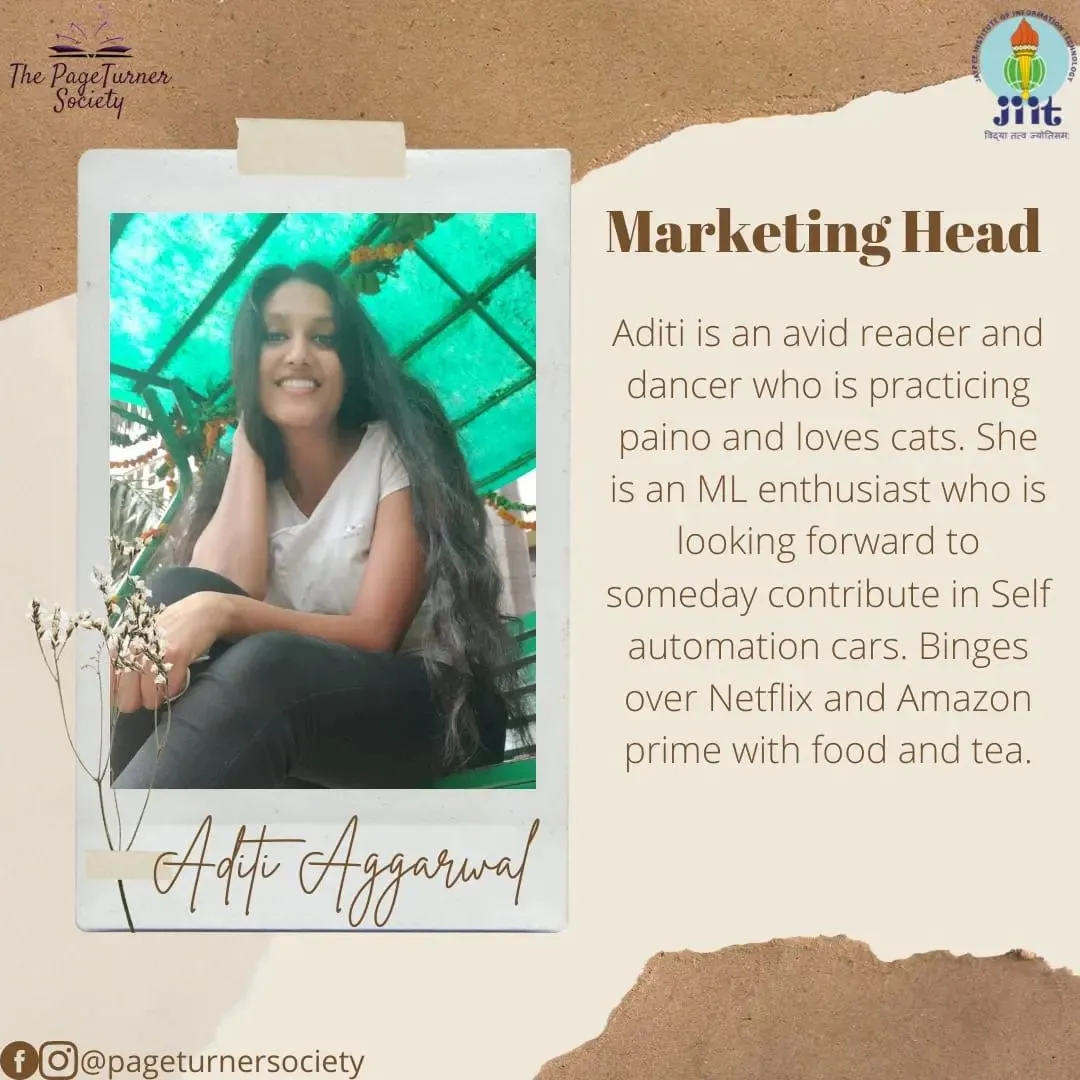 The PageTurner
Society
JAYPEE INSTITUTE OF INFORMATION TECHNOLOGY
jiit
विद्या तत्व ज्योतिसमः
Marketing Head
Aditi is an avid reader and
dancer who is practicing
paino and loves cats. She
is an ML enthusiast who is
looking forward to
someday contribute in Self
automation cars. Binges
over Netflix and Amazon
prime with food and tea.
Aditi Aggarwal
@pageturnersociety